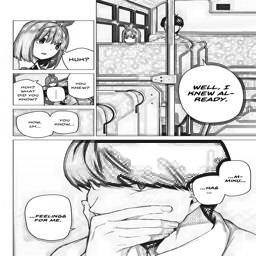 WELL, I
KNEW AL-
READY.
HUH?
YOU
KNEW?
HUH?
WHAT
DID YOU
KNOW?
YOU
KNOW...
HOW,
UM...
M-
MIKU...
...HAS
...FEELINGS
FOR ME.